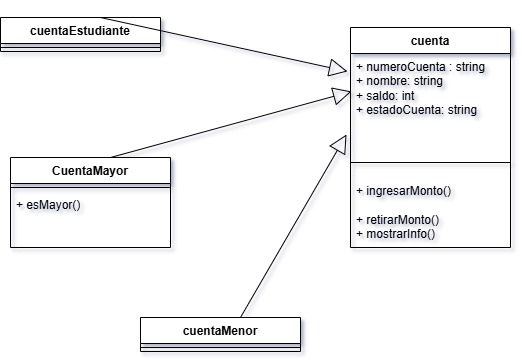 cuentaEstudiante
cuenta
+ numeroCuenta : string
+ nombre: string
+ saldo: int
+ estadoCuenta: string
CuentaMayor
+ esMayor()
+ ingresarMonto()
+ retirarMonto()
+ mostrarInfo()
cuentaMenor